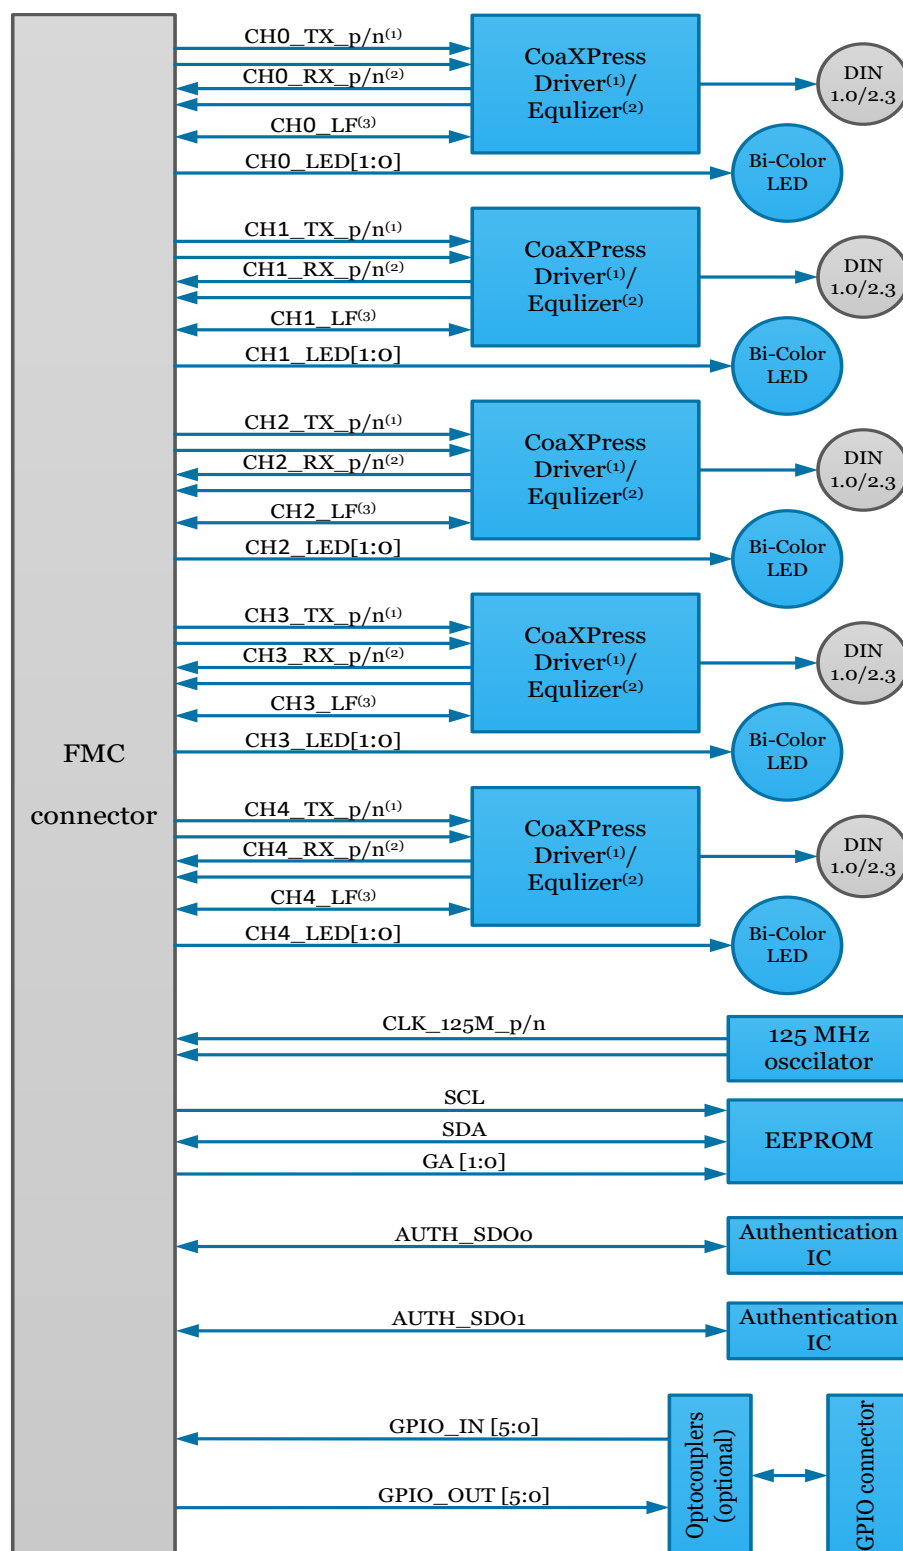 CH0_TX_p/n(1)
CH0_RX_p/n(2)
CH0_LF(3)
CH0_LED[1:0]
CoaXPress
Driver(1)/
Equlizer(2)
DIN
1.0/2.3
Bi-Color
LED
CH1_TX_p/n(1)
CH1_RX_p/n(2)
CH1_LF(3)
CH1_LED[1:0]
CoaXPress
Driver(1)/
Equlizer(2)
DIN
1.0/2.3
Bi-Color
LED
CH2_TX_p/n(1)
CH2_RX_p/n(2)
CH2_LF(3)
CH2_LED[1:0]
CoaXPress
Driver(1)/
Equlizer(2)
DIN
1.0/2.3
Bi-Color
LED
CH3_TX_p/n(1)
CH3_RX_p/n(2)
CH3_LF(3)
CH3_LED[1:0]
CoaXPress
Driver(1)/
Equlizer(2)
DIN
1.0/2.3
Bi-Color
LED
FMC
connector
CH4_TX_p/n(1)
CH4_RX_p/n(2)
CH4_LF(3)
CH4_LED[1:0]
CoaXPress
Driver(1)/
Equlizer(2)
DIN
1.0/2.3
Bi-Color
LED
CLK_125M_p/n
125 MHz
osccilator
SCL
SDA
GA [1:0]
EEPROM
AUTH_SDO0
Authentication
IC
AUTH_SDO1
Authentication
IC
GPIO_IN [5:0]
GPIO_OUT [5:0]
Optocouplers
(optional)
GPIO connector